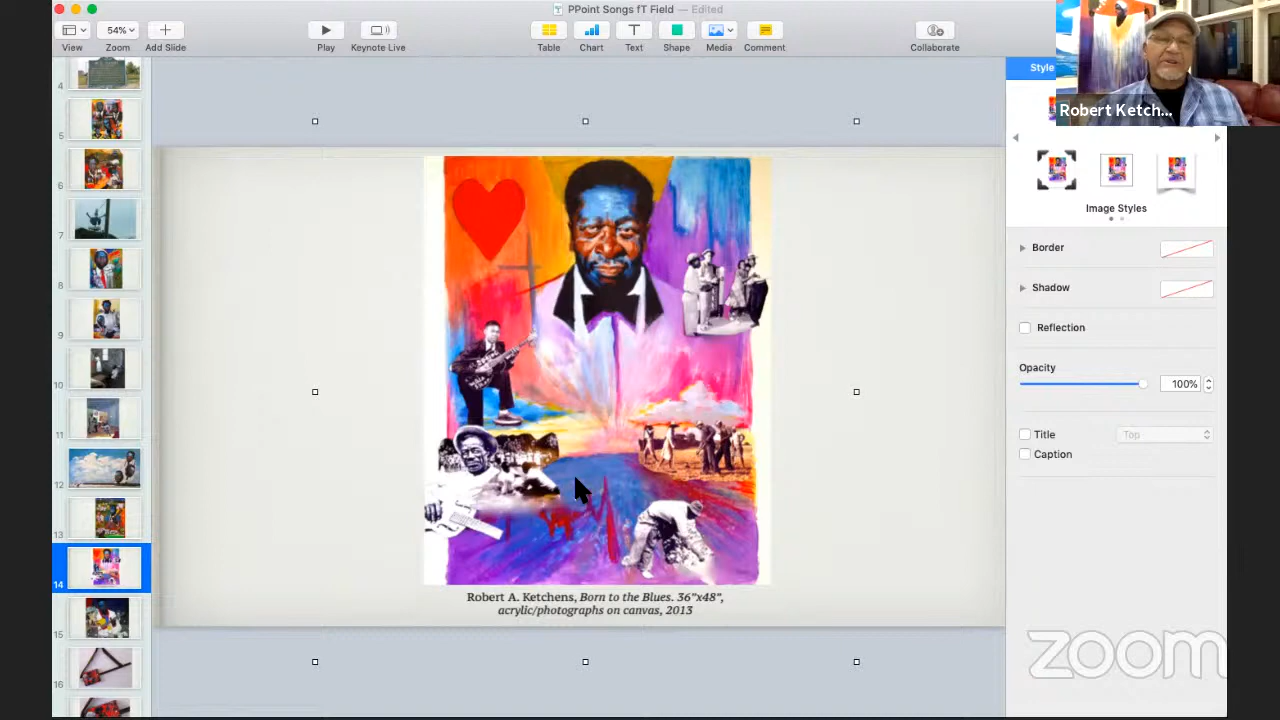 PPoint Songs fT Field — Edited
54%
View
Zoom
Add Slide
Play
Keynote Live
Table
Chart
Text
Shape
Media
Comment
Collaborate
Style
Robert Ketch...
Image Styles
Border
Shadow
Reflection
Opacity
100%
Title
Top
Caption
4
5
6
7
8
9
10
11
12
13
14
15
16
Robert A. Ketchens, Born to the Blues. 36"x48",
acrylic/photographs on canvas, 2013
zoom